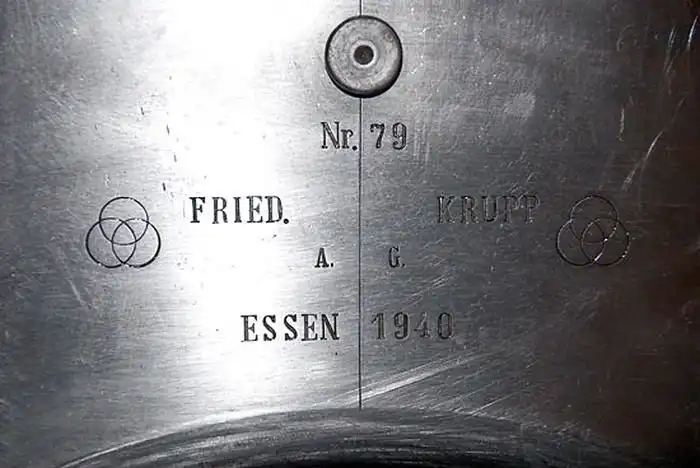 Nr. 79
FRIED. KRUPP
A. G.
ESSEN 1940